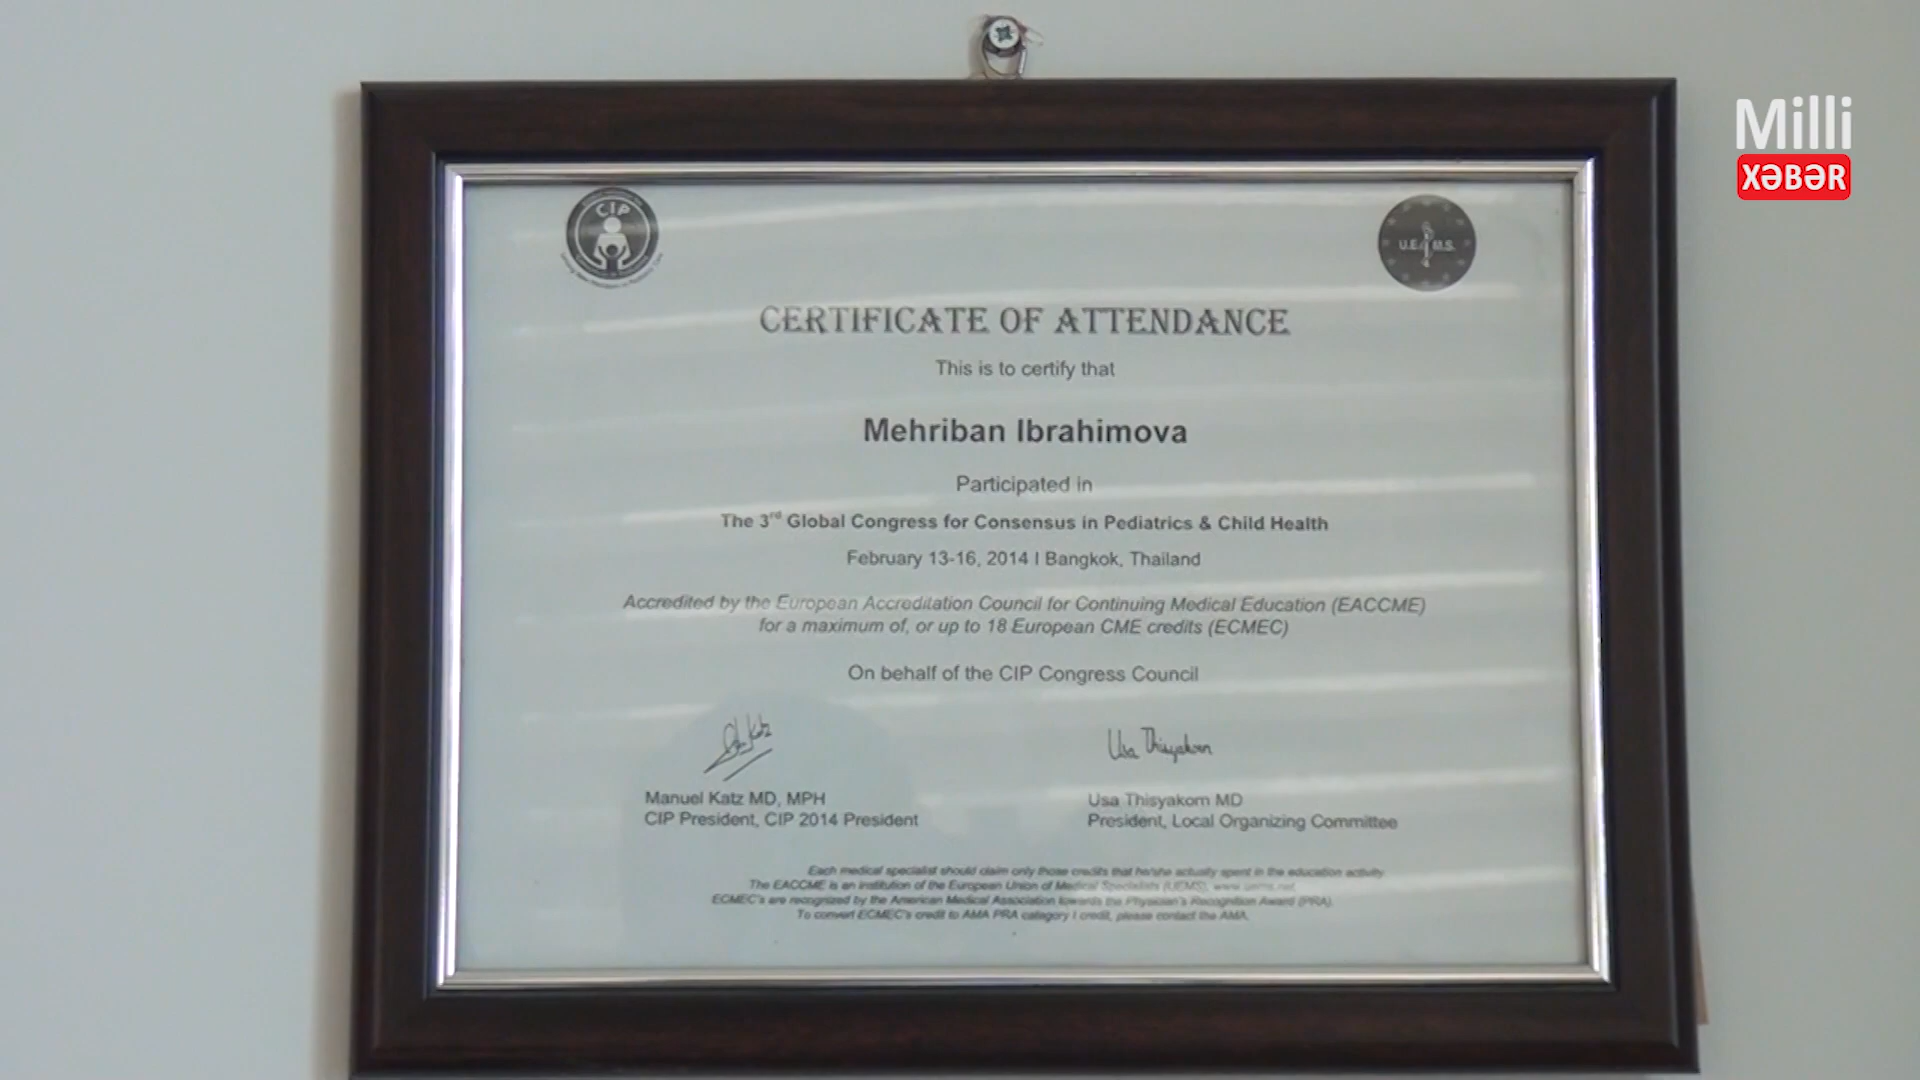 Milli
XƏBƏR
CIP
U.E.M.S.
CERTIFICATE OF ATTENDANCE
This is to certify that
Mehriban Ibrahimova
Participated in
The 3rd Global Congress for Consensus in Pediatrics & Child Health
February 13-16, 2014 | Bangkok, Thailand
Accredited by the European Accreditation Council for Continuing Medical Education (EACCME)
for a maximum of, or up to 18 European CME credits (ECMEC)
On behalf of the CIP Congress Council
Usa Thisyakorn
Manuel Katz MD, MPH
CIP President, CIP 2014 President
Usa Thisyakorn MD
President, Local Organizing Committee
Each medical specialist should claim only those credits that he/she actually spent in the education activity.
The EACCME is an institution of the European Union of Medical Specialists (UEMS), www.uems.net.
ECMEC's are recognized by the American Medical Association towards the Physician's Recognition Award (PRA).
To convert ECMEC's credit to AMA PRA category I credit, please contact the AMA.